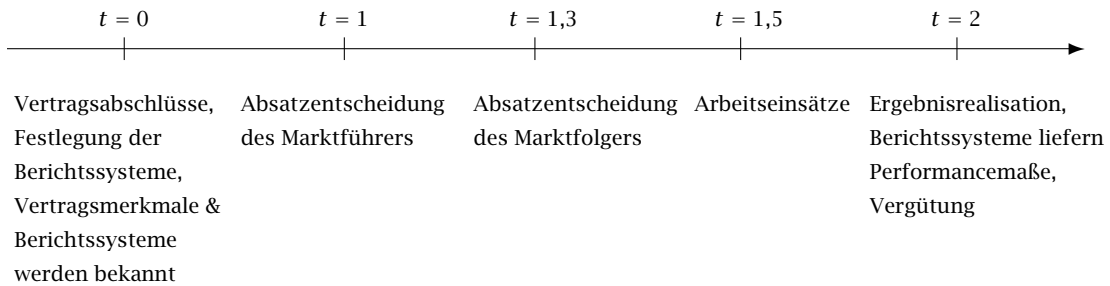 t = 0
t = 1
t = 1,3
t = 1,5
t = 2
Vertragsabschlüsse,
Festlegung der
Berichtssysteme,
Vertragsmerkmale &
Berichtssysteme
werden bekannt
Absatzentscheidung
des Marktführers
Absatzentscheidung
des Marktfolgers
Arbeitseinsätze
Ergebnisrealisation,
Berichtssysteme liefern
Performancemaße,
Vergütung